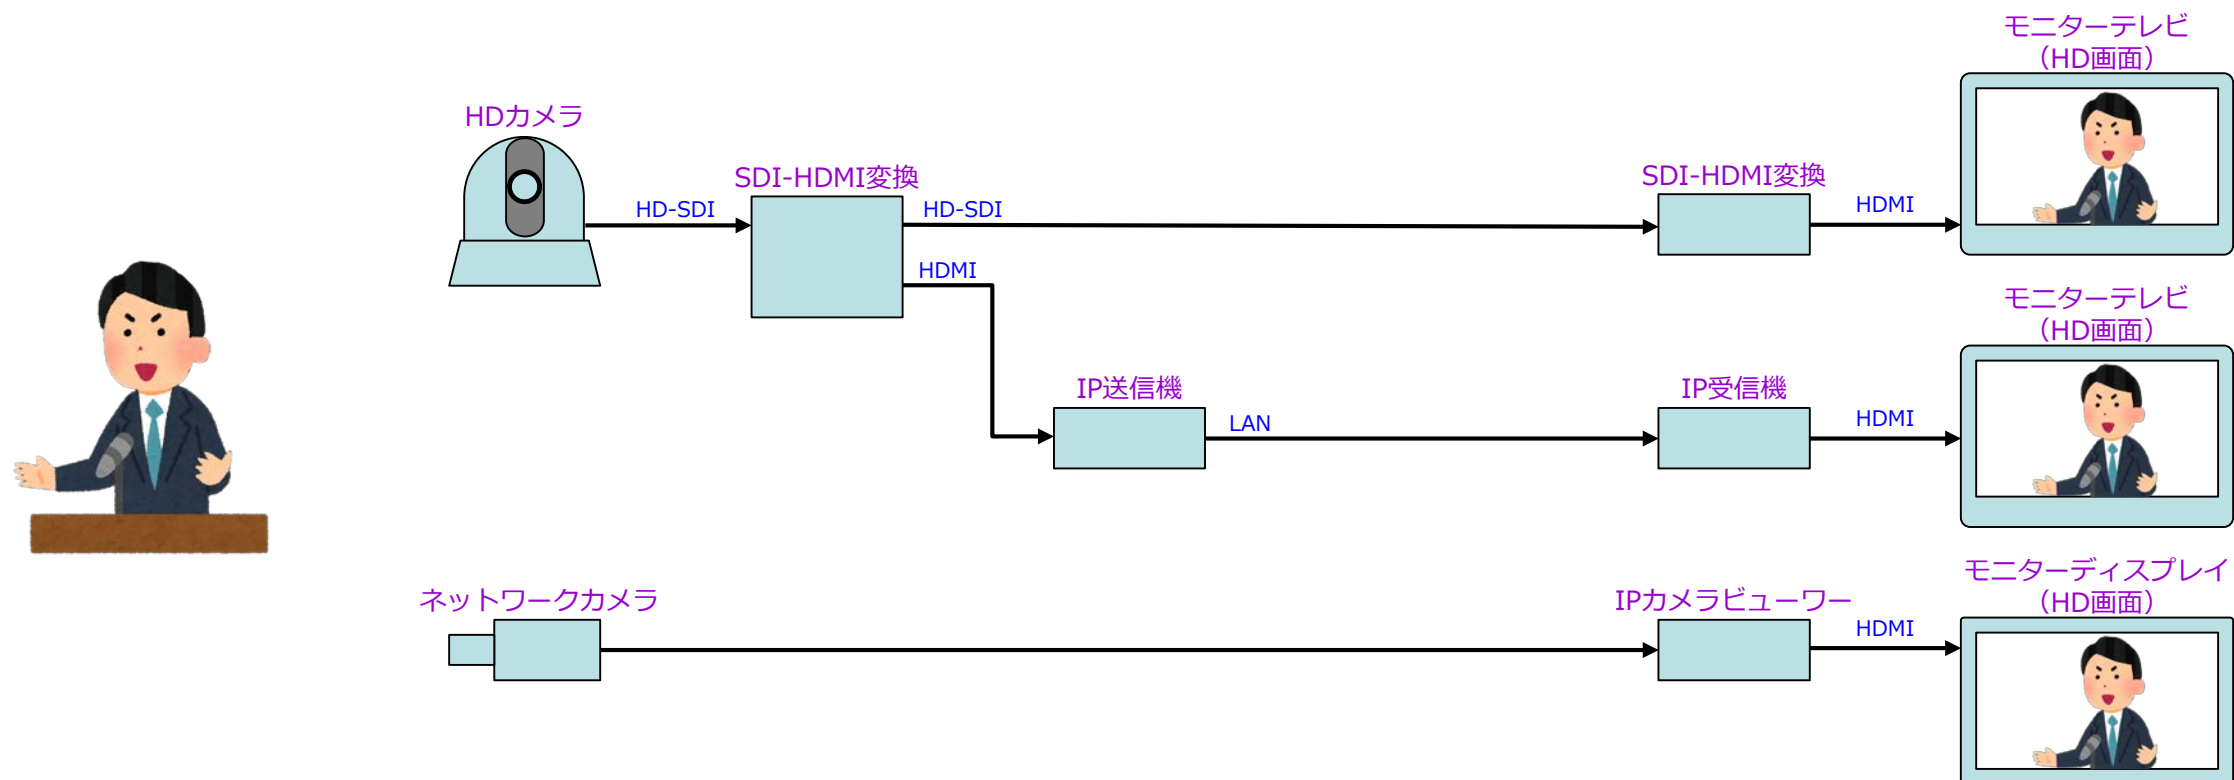 モニターテレビ
（HD画面）
HDカメラ
SDI-HDMI変換
SDI-HDMI変換
HD-SDI
HD-SDI
HDMI
HDMI
モニターテレビ
（HD画面）
IP送信機
IP受信機
LAN
HDMI
モニターディスプレイ
（HD画面）
ネットワークカメラ
IPカメラビューワー
HDMI